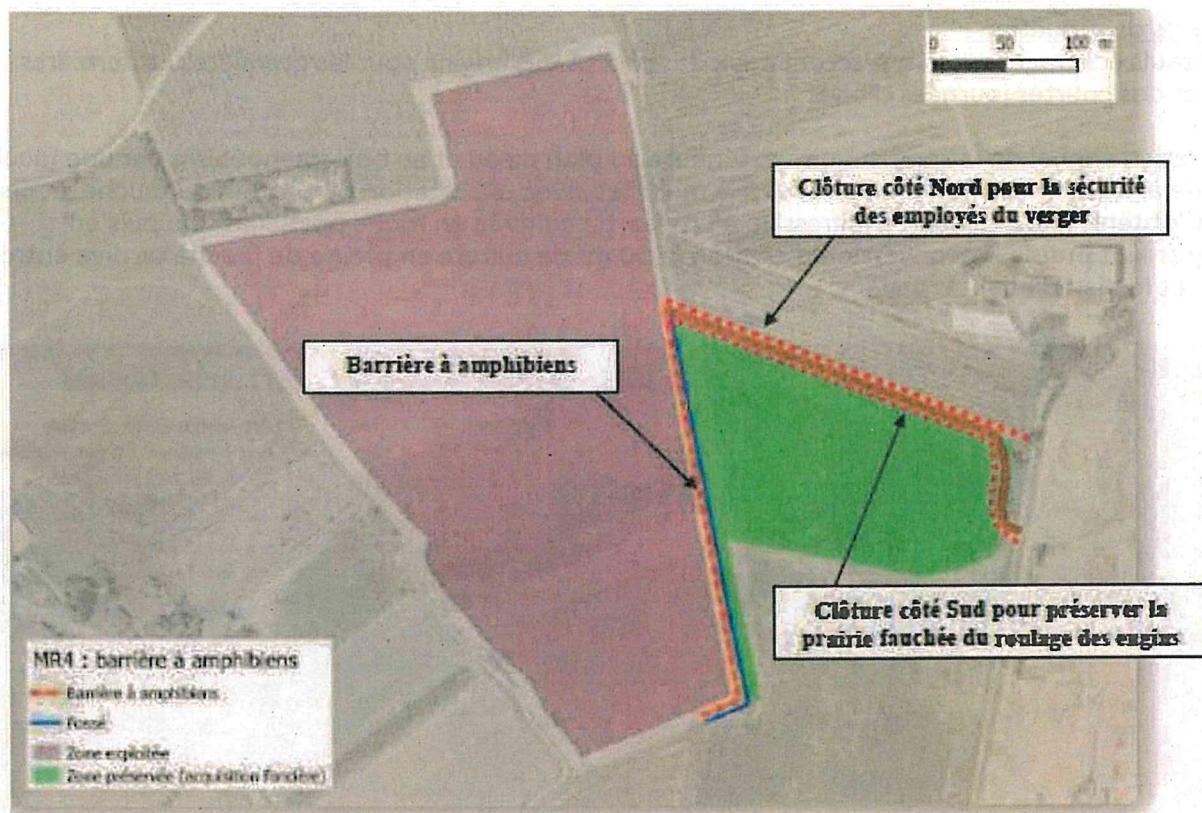 0 50 100 m
Clôture côté Nord pour la sécurité
des employés du verger
Barrière à amphibiens
Clôture côté Sud pour préserver la
prairie fauchée du roulage des engins
MR4 : barrière à amphibiens
Barrière à amphibiens
Fossé
Zone exploitée
Zone préservée (acquisition foncière)